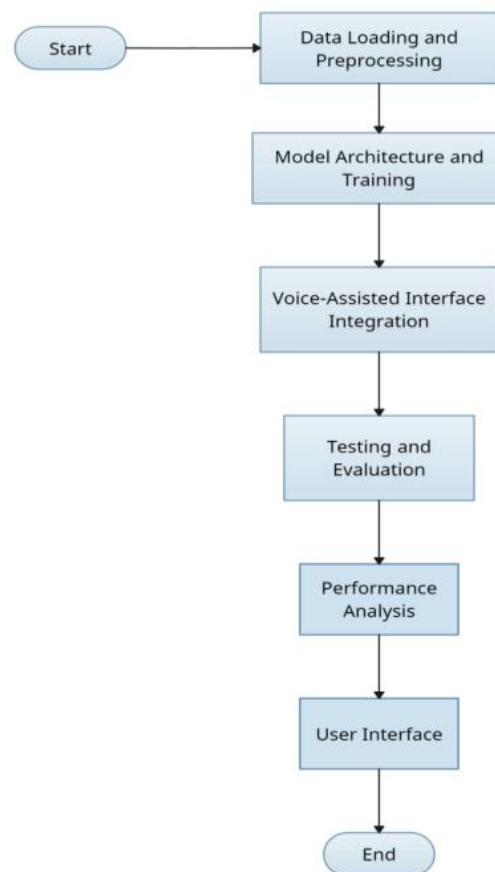 Start
Data Loading and
Preprocessing
Model Architecture and
Training
Voice-Assisted Interface
Integration
Testing and
Evaluation
Performance
Analysis
User Interface
End